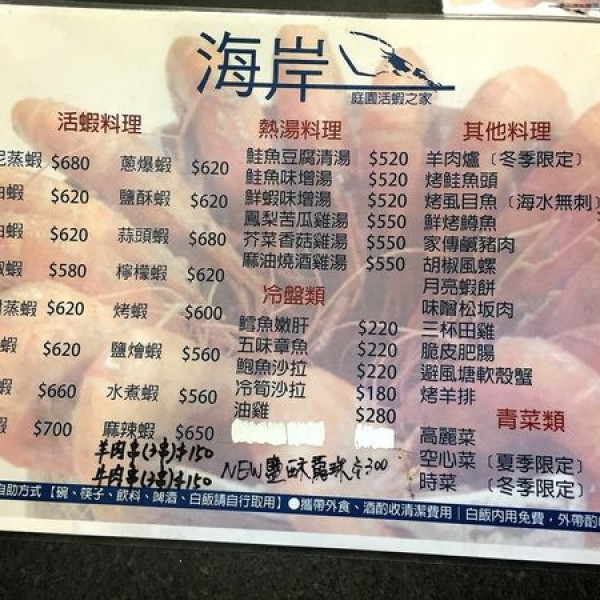 海岸
庭園活蝦之家
活蝦料理
蒸蝦 $680 蔥爆蝦 $620
蝦 $620 鹽酥蝦 $620
蝦 $620 蒜頭蝦 $680
蝦 $580 檸檬蝦 $620
蒸蝦 $620 烤蝦 $600
蝦 $620 鹽焗蝦 $560
蝦 $660 水煮蝦 $560
蝦 $700 麻辣蝦 $650
羊肉串(3串)$150
牛肉串(3串)$150
熱湯料理
鮭魚豆腐清湯 $520
鮭魚味增湯 $520
鮮蝦味增湯 $520
鳳梨苦瓜雞湯 $550
芥菜香菇雞湯 $550
麻油燒酒雞湯 $550
冷盤類
鱈魚嫩肝 $220
五味章魚 $220
鮑魚沙拉 $220
冷筍沙拉 $180
油雞 $280
NEW 鹽味 $300
其他料理
羊肉爐〔冬季限定〕
烤鮭魚頭
烤虱目魚〔海水無刺〕
鮮烤鱒魚
家傳鹹豬肉
胡椒風螺
月亮蝦餅
味噌松坂肉
三杯田雞
脆皮肥腸
避風塘軟殼蟹
烤羊排
青菜類
高麗菜
空心菜〔夏季限定〕
時菜〔冬季限定〕
自助方式【碗、筷子、飲料、啤酒、白飯請自行取用】●攜帶外食、酒酌收清潔費用｜白飯內用免費，外帶酌